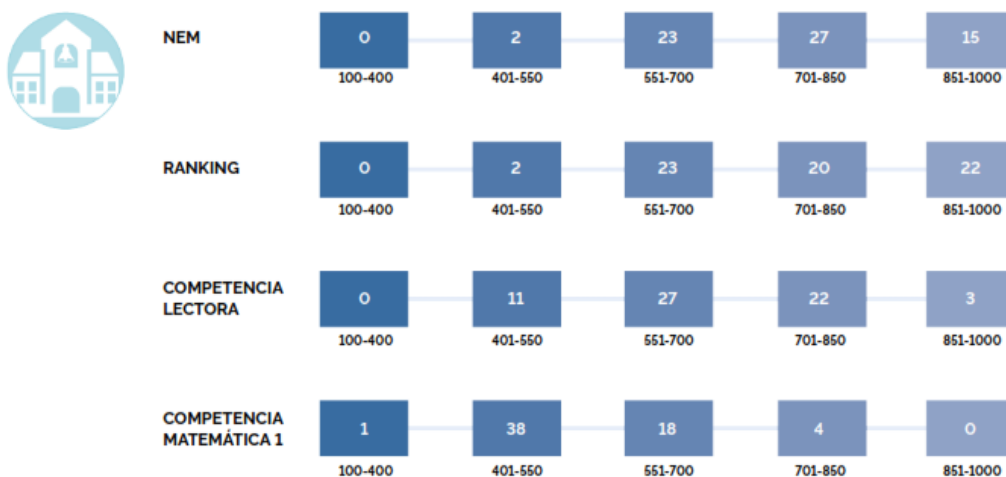 NEM
0 2 23 27 15
100-400 401-550 551-700 701-850 851-1000
RANKING
0 2 23 20 22
100-400 401-550 551-700 701-850 851-1000
COMPETENCIA
LECTORA
0 11 27 22 3
100-400 401-550 551-700 701-850 851-1000
COMPETENCIA
MATEMÁTICA 1
1 38 18 4 0
100-400 401-550 551-700 701-850 851-1000